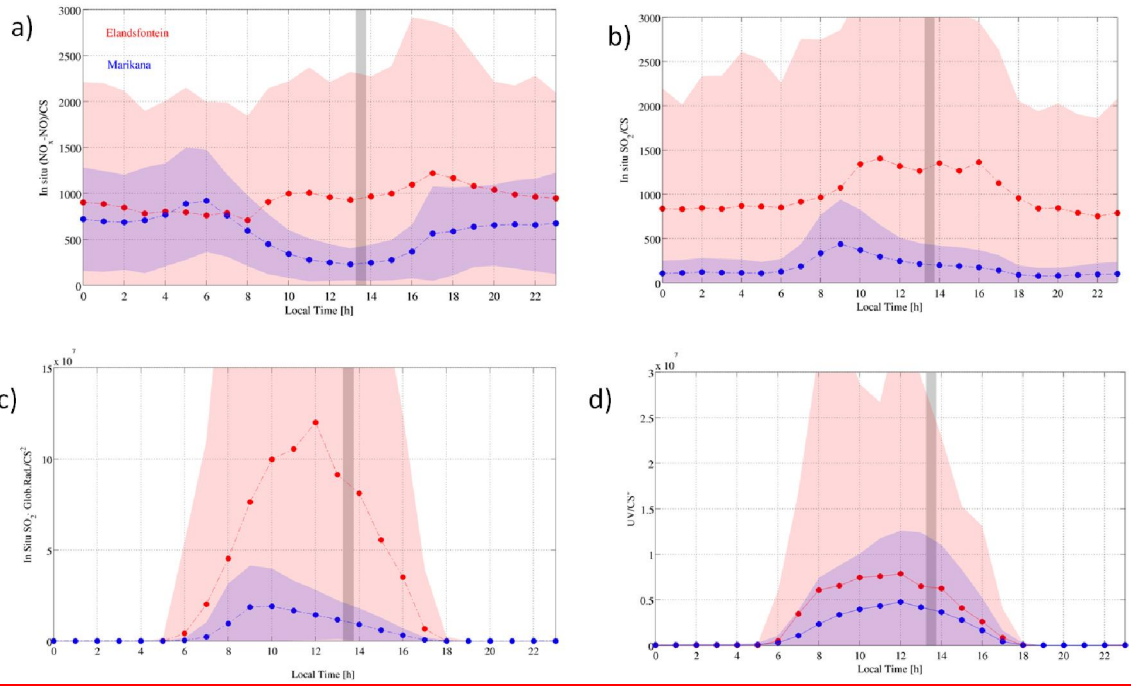 a)
3000
2500
2000
1500
1000
500
0
In situ (NOx-NO)/CS
Elandsfontein
Marikana
0 2 4 6 8 10 12 14 16 18 20 22
Local Time [h]
b)
3000
2500
2000
1500
1000
500
0
In situ SO2/CS
0 2 4 6 8 10 12 14 16 18 20 22
Local Time [h]
c)
x 10^7
15
10
5
0
In Situ SO2· Glob.Rad./CS²
0 2 4 6 8 10 12 14 16 18 20 22
Local Time [h]
d)
x 10^7
3
2.5
2
1.5
1
0.5
0
UV/CS²
0 2 4 6 8 10 12 14 16 18 20 22
Local Time [h]